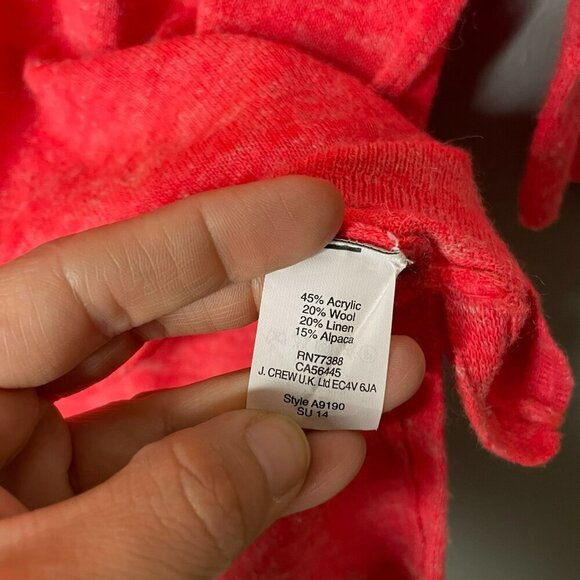 45% Acrylic
20% Wool
20% Linen
15% Alpaca
RN77388
CA56445
J. CREW U.K. Ltd EC4V 6JA
Style A9190
SU 14